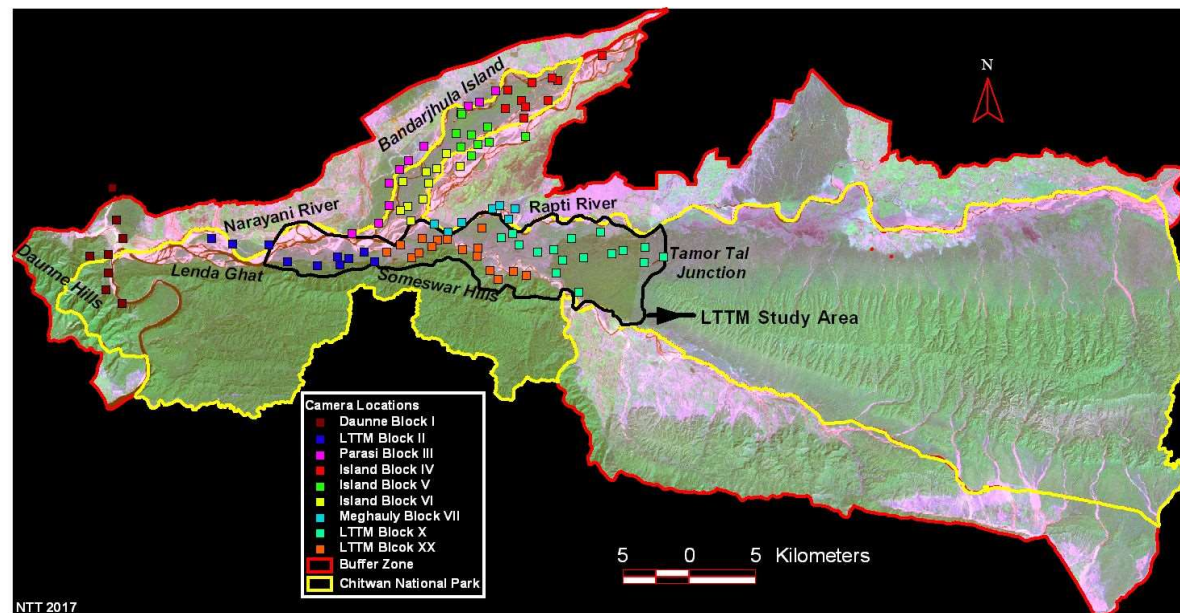 N
Bandarjhula Island
Narayani River
Rapti River
Daunne Hills
Lenda Ghat
Someswar Hills
Tamor Tal
Junction
LTTM Study Area
Camera Locations
Daunne Block I
LTTM Block II
Parasi Block III
Island Block IV
Island Block V
Island Block VI
Meghauly Block VII
LTTM Block X
LTTM Blcok XX
Buffer Zone
Chitwan National Park
5 0 5 Kilometers
NTT 2017